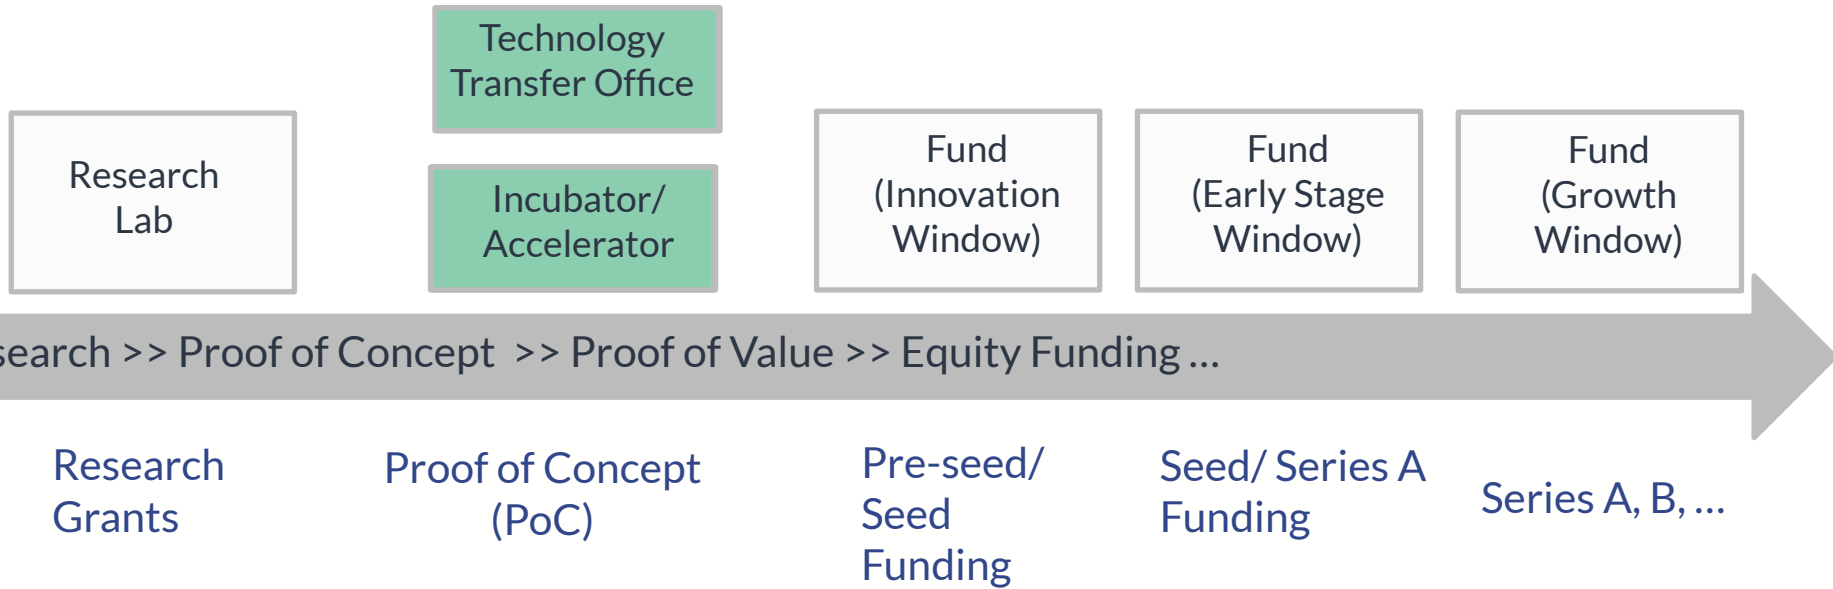 Technology
Transfer Office
Research
Lab
Incubator/
Accelerator
Fund
(Innovation
Window)
Fund
(Early Stage
Window)
Fund
(Growth
Window)
search >> Proof of Concept >> Proof of Value >> Equity Funding ...
Research
Grants
Proof of Concept
(PoC)
Pre-seed/
Seed
Funding
Seed/ Series A
Funding
Series A, B, ...